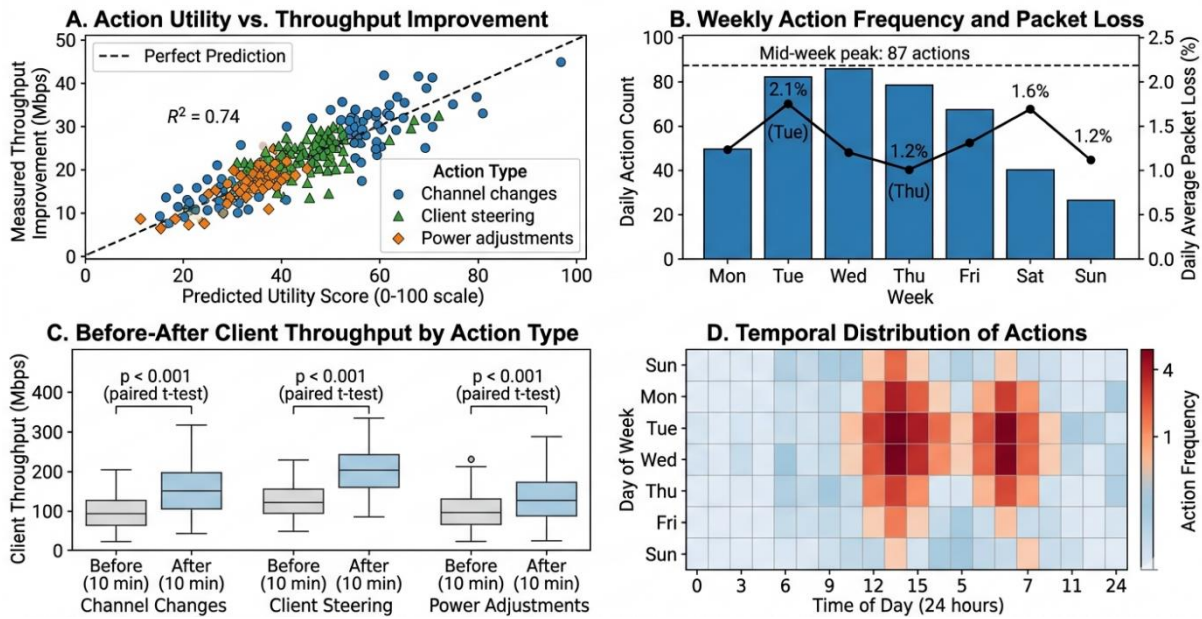 A. Action Utility vs. Throughput Improvement
Measured Throughput
Improvement (Mbps)
50
40
30
20
10
0
Perfect Prediction
R² = 0.74
Action Type
Channel changes
Client steering
Power adjustments
0 20 40 60 80 100
Predicted Utility Score (0-100 scale)
B. Weekly Action Frequency and Packet Loss
Daily Action Count
100
80
60
40
20
0
Mid-week peak: 87 actions
2.1%
(Tue)
1.2%
(Thu)
1.6%
1.2%
2.5
2.0
1.5
1.0
0.5
0.0
Daily Average Packet Loss (%)
Mon Tue Wed Thu Fri Sat Sun
Week
C. Before-After Client Throughput by Action Type
Client Throughput (Mbps)
400
300
200
100
0
p < 0.001
(paired t-test)
p < 0.001
(paired t-test)
p < 0.001
(paired t-test)
Before After Before After Before After
(10 min) (10 min) (10 min) (10 min) (10 min) (10 min)
Channel Changes Client Steering Power Adjustments
D. Temporal Distribution of Actions
Day of Week
Sun
Mon
Tue
Wed
Thu
Fri
Sun
0 3 6 9 12 15 5 7 11 24
Time of Day (24 hours)
4
1
Action Frequency